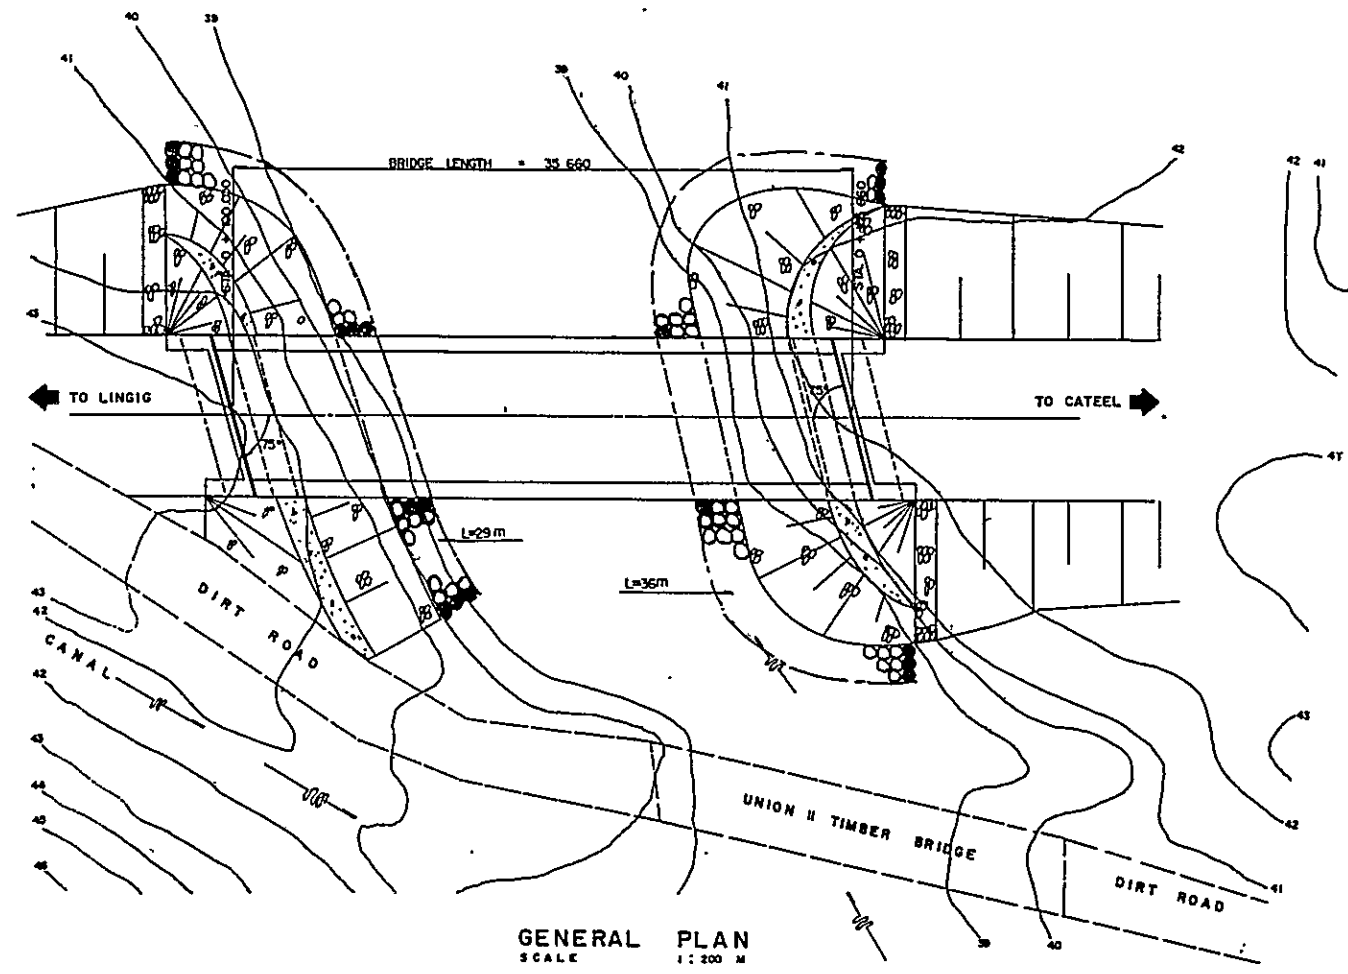 40
39
41
39
40
41
42
42
41
BRIDGE LENGTH = 35 660
43
TO LINGIG
TO CATEEL
75°
75°
41
L=29 m
L=36m
43
42
DIRT ROAD
CANAL
42
43
43
44
45
46
UNION II TIMBER BRIDGE
42
DIRT ROAD
41
39
40
GENERAL PLAN
SCALE 1 : 200 M